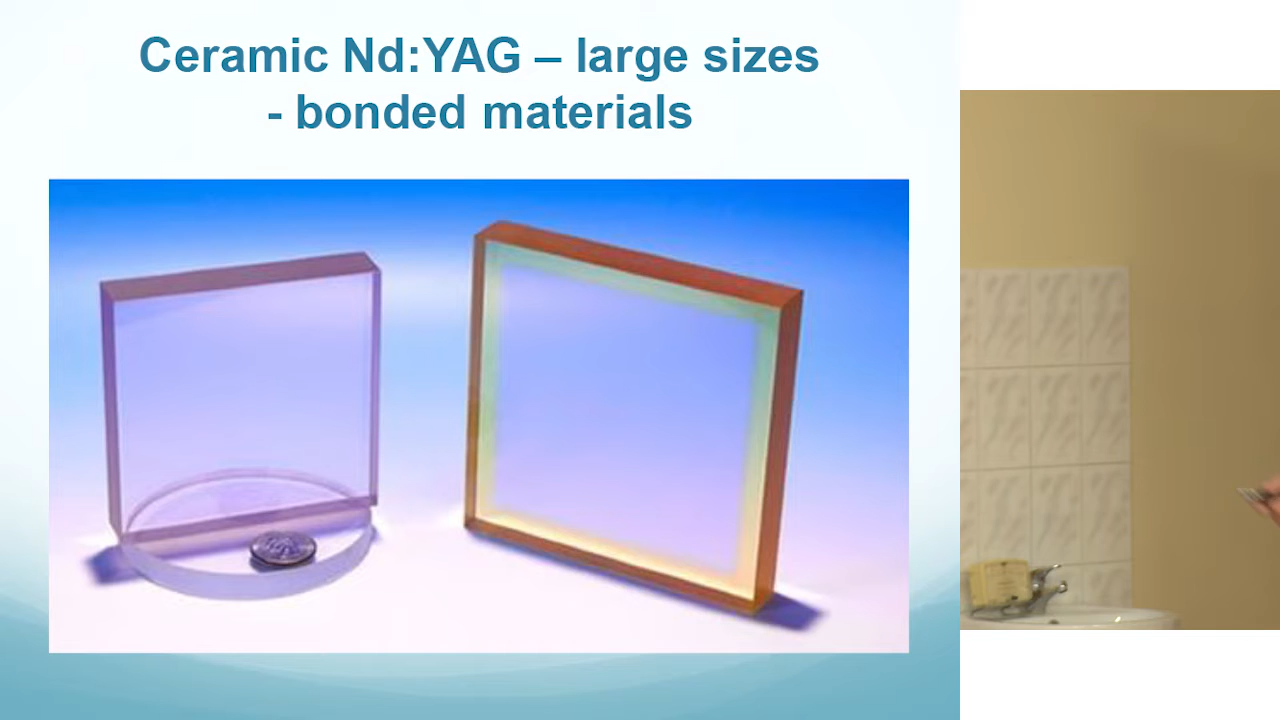 Ceramic Nd:YAG – large sizes
- bonded materials